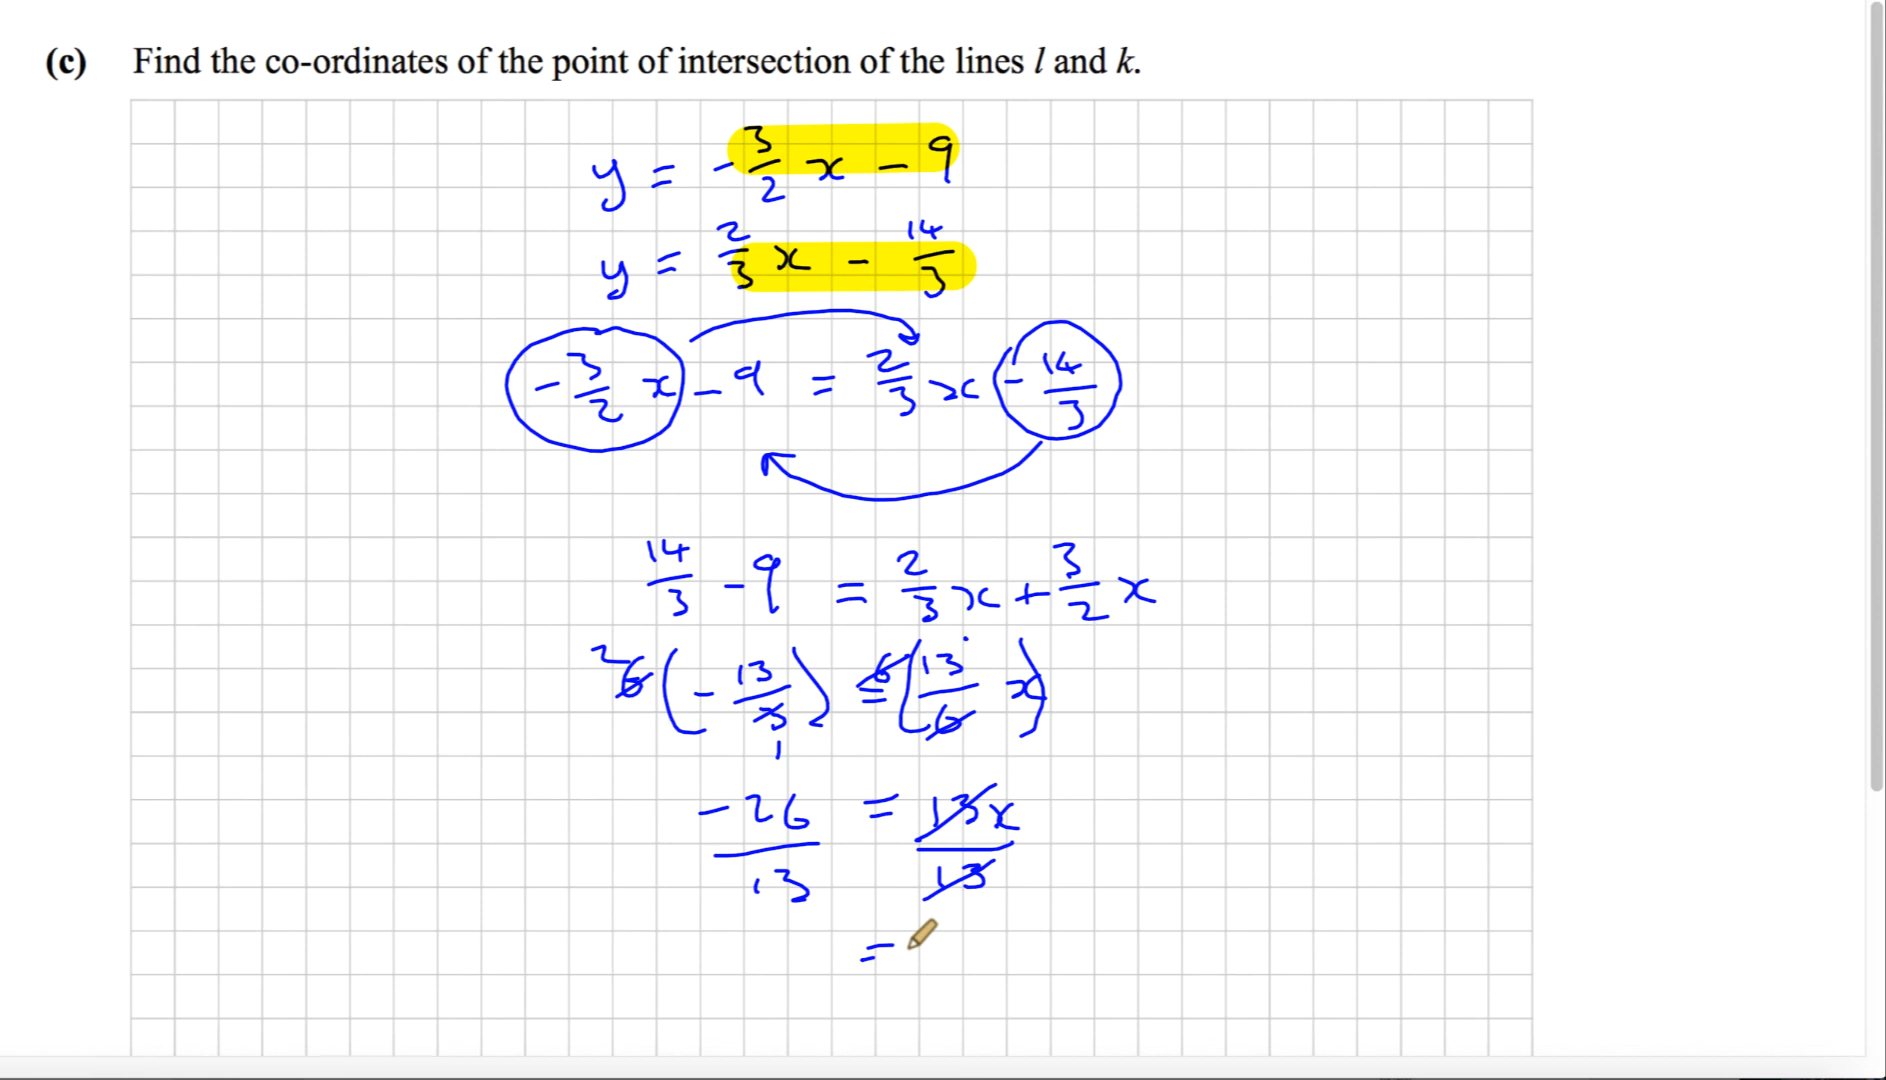 (c) Find the co-ordinates of the point of intersection of the lines l and k.
y = -3/2 x - 9
y = 2/3 x - 14/3
-3/2 x - 9 = 2/3 x - 14/3
14/3 - 9 = 2/3 x + 3/2 x
2 6(-13/3) = 6(13/6 x)
1
-26/13 = 13x/13
=